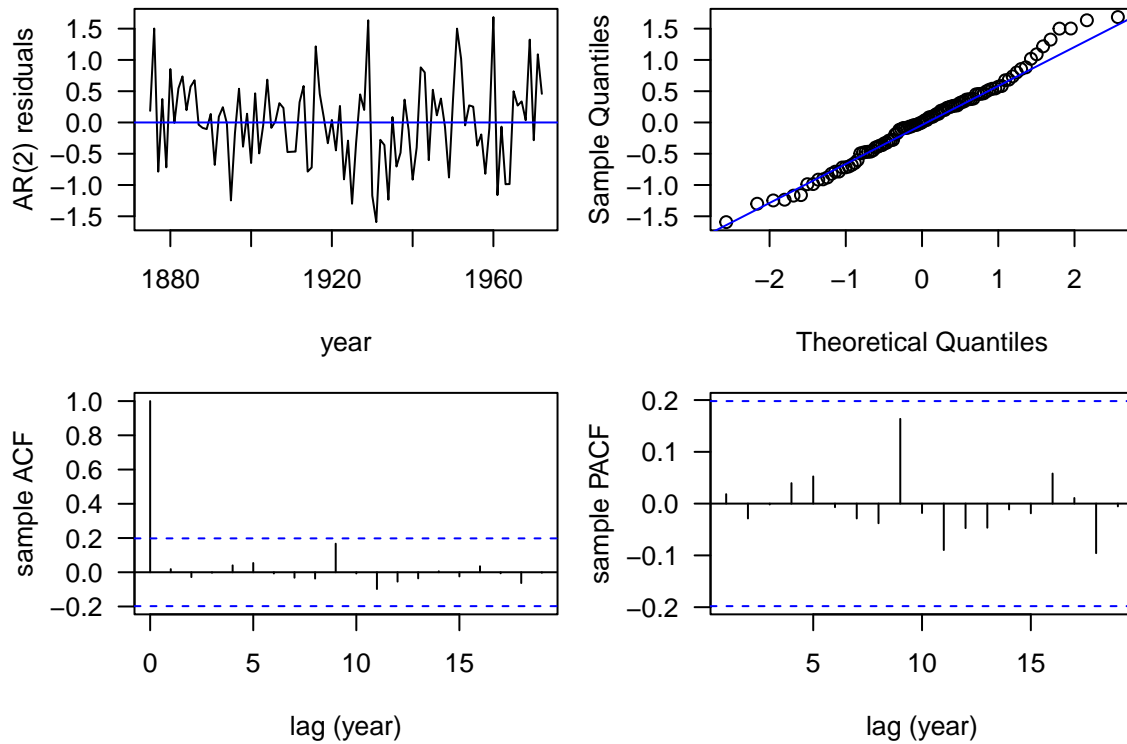 AR(2) residuals
1.5
1.0
0.5
0.0
−0.5
−1.0
−1.5
1880 1920 1960
year
Sample Quantiles
1.5
1.0
0.5
0.0
−0.5
−1.0
−1.5
−2 −1 0 1 2
Theoretical Quantiles
sample ACF
1.0
0.8
0.6
0.4
0.2
0.0
−0.2
0 5 10 15
lag (year)
sample PACF
0.2
0.1
0.0
−0.1
−0.2
5 10 15
lag (year)